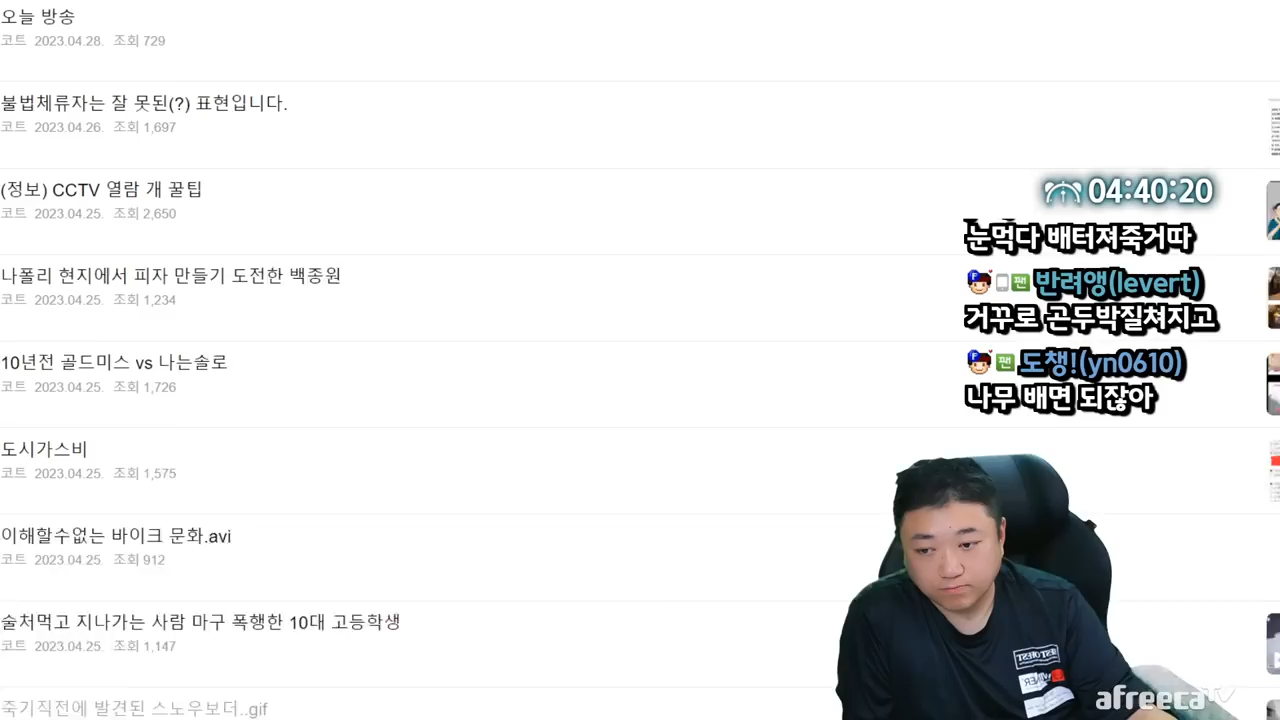 오늘 방송
코트 2023.04.28. 조회 729
불법체류자는 잘 못된(?) 표현입니다.
코트 2023.04.26. 조회 1,697
(정보) CCTV 열람 개 꿀팁
코트 2023.04.25. 조회 2,650
나폴리 현지에서 피자 만들기 도전한 백종원
코트 2023.04.25. 조회 1,234
10년전 골드미스 vs 나는솔로
코트 2023.04.25. 조회 1,726
도시가스비
코트 2023.04.25. 조회 1,575
이해할수없는 바이크 문화.avi
코트 2023.04.25. 조회 912
술처먹고 지나가는 사람 마구 폭행한 10대 고등학생
코트 2023.04.25. 조회 1,147
죽기직전에 발견된 스노우보더..gif
04:40:20
눈먹다 배터져죽거따
F 팬 반려앵(levert)
거꾸로 곤두박질쳐지고
F 팬 도챙!(yn0610)
나무 배면 되잖아
WINNER
afreecaTV